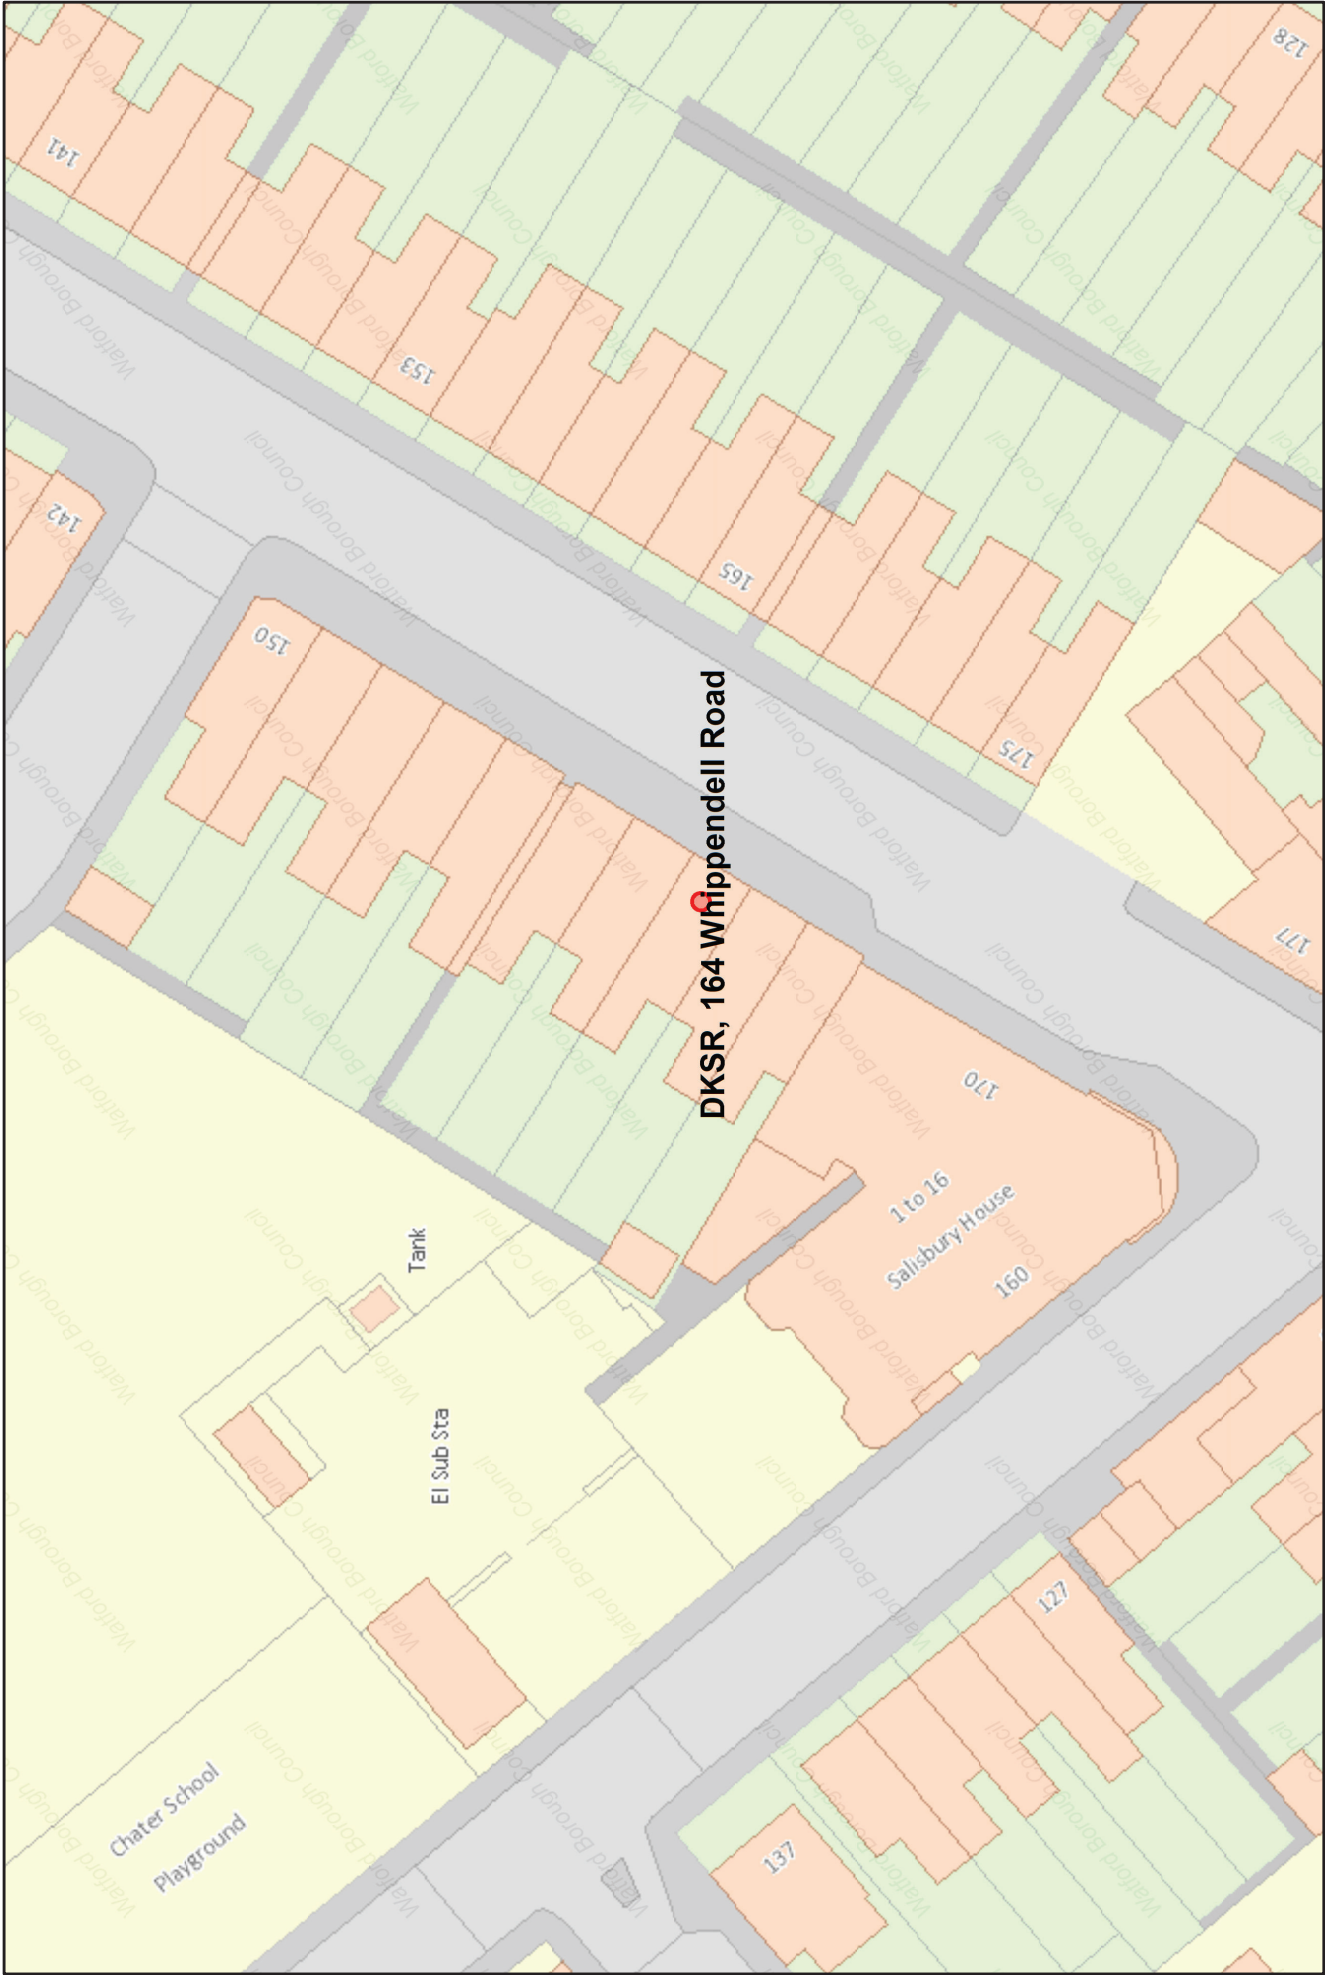 141
128
153
142
165
150
175
DKSR, 164 Whippendell Road
177
170
1 to 16
Salisbury House
160
Tank
El Sub Sta
127
137
Chater School
Playground
Watford Borough Council